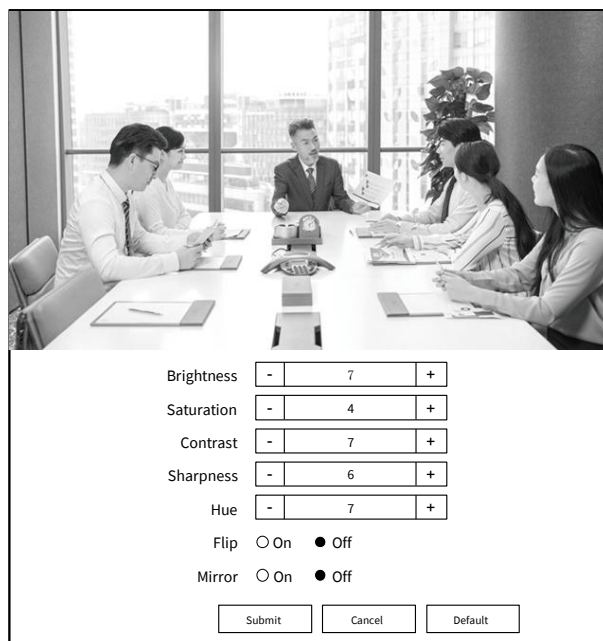 Brightness - 7 +
Saturation - 4 +
Contrast - 7 +
Sharpness - 6 +
Hue - 7 +
Flip On Off
Mirror On Off
Submit Cancel Default